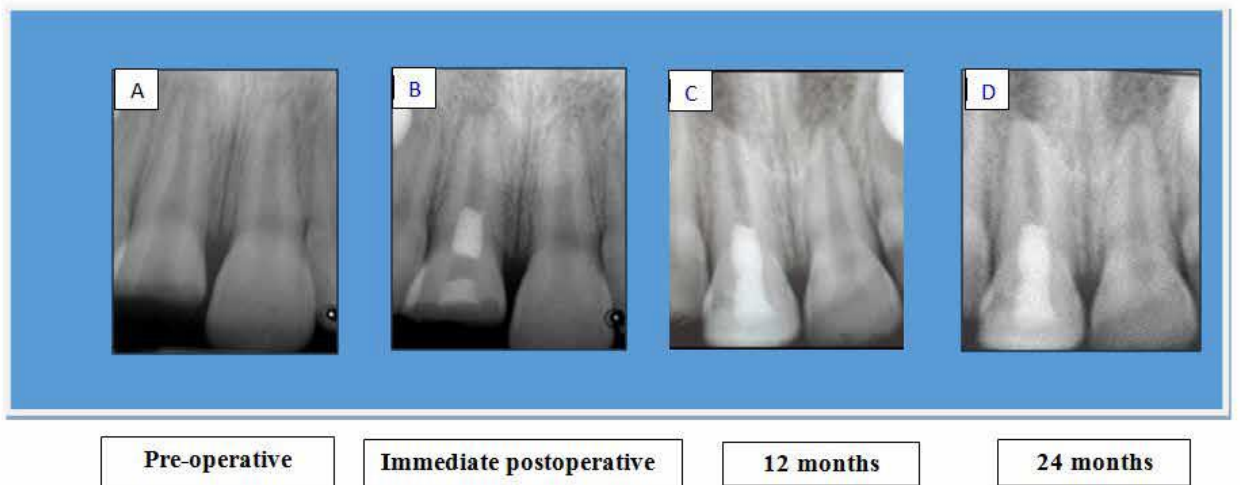 A
B
C
D
Pre-operative
Immediate postoperative
12 months
24 months